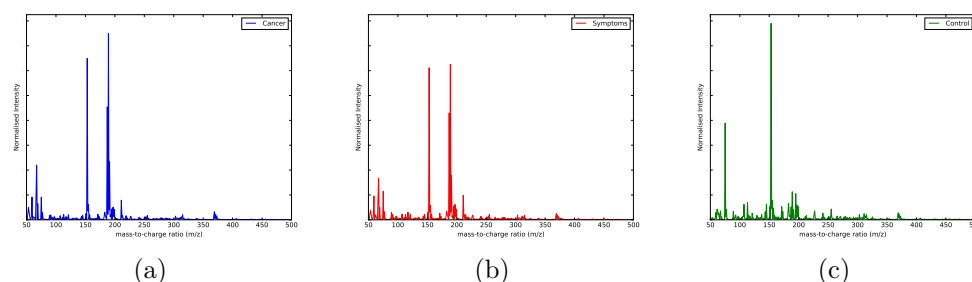 Cancer
Normalised Intensity
50 100 150 200 250 300 350 400 450 500
mass-to-charge ratio (m/z)
(a)
Symptoms
Normalised Intensity
50 100 150 200 250 300 350 400 450 500
mass-to-charge ratio (m/z)
(b)
Control
Normalised Intensity
50 100 150 200 250 300 350 400 450
mass-to-charge ratio (m/z)
(c)